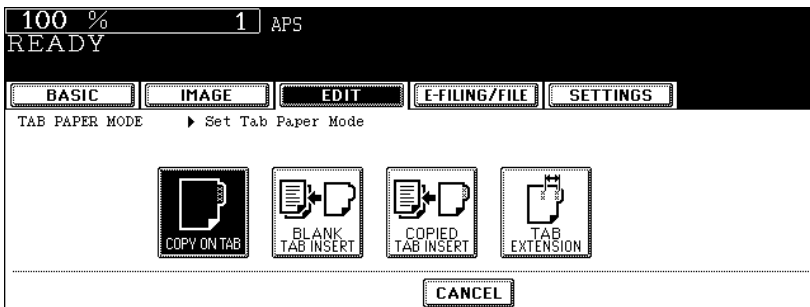 100 % 1 APS
READY
BASIC IMAGE EDIT E-FILING/FILE SETTINGS
TAB PAPER MODE ▶ Set Tab Paper Mode
COPY ON TAB
BLANK
TAB INSERT
COPIED
TAB INSERT
TAB
EXTENSION
CANCEL